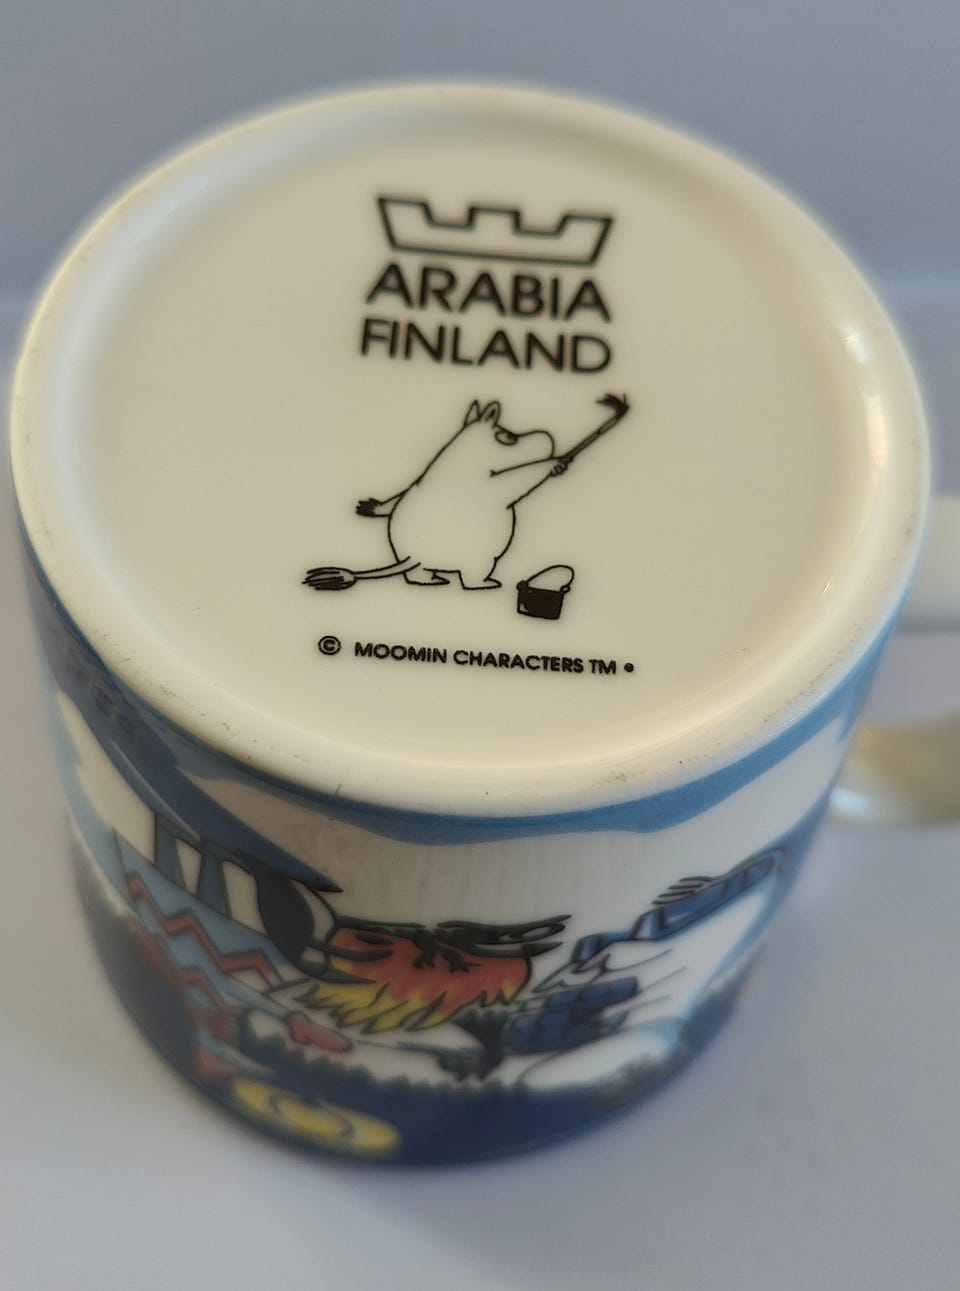 ARABIA
FINLAND
© MOOMIN CHARACTERS TM •